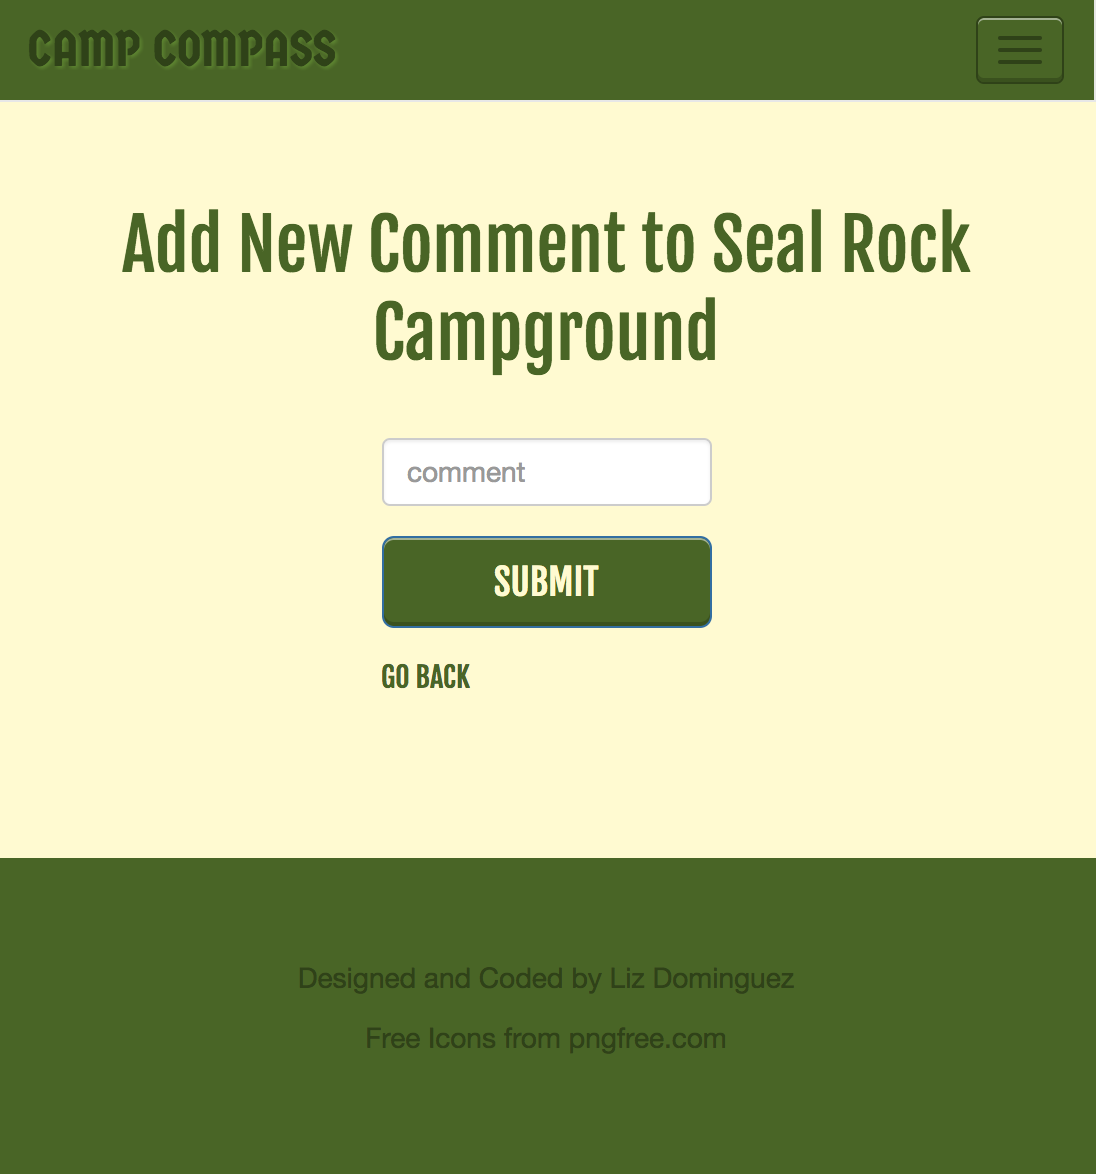 CAMP COMPASS
Add New Comment to Seal Rock
Campground
comment
SUBMIT
GO BACK
Designed and Coded by Liz Dominguez
Free Icons from pngfree.com